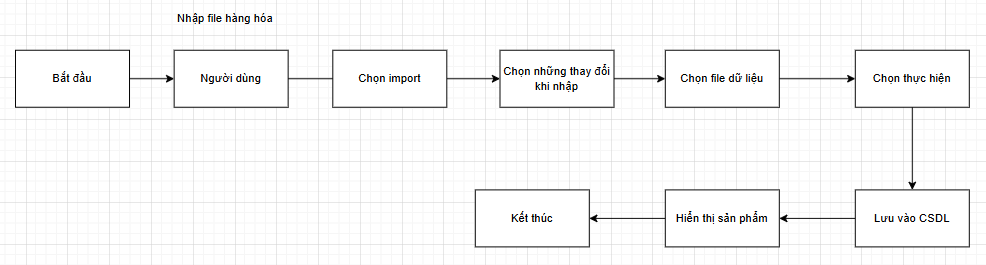 Nhập file hàng hóa
Bắt đầu
Người dùng
Chọn import
Chọn những thay đổi
khi nhập
Chọn file dữ liệu
Chọn thực hiện
Kết thúc
Hiển thị sản phẩm
Lưu vào CSDL